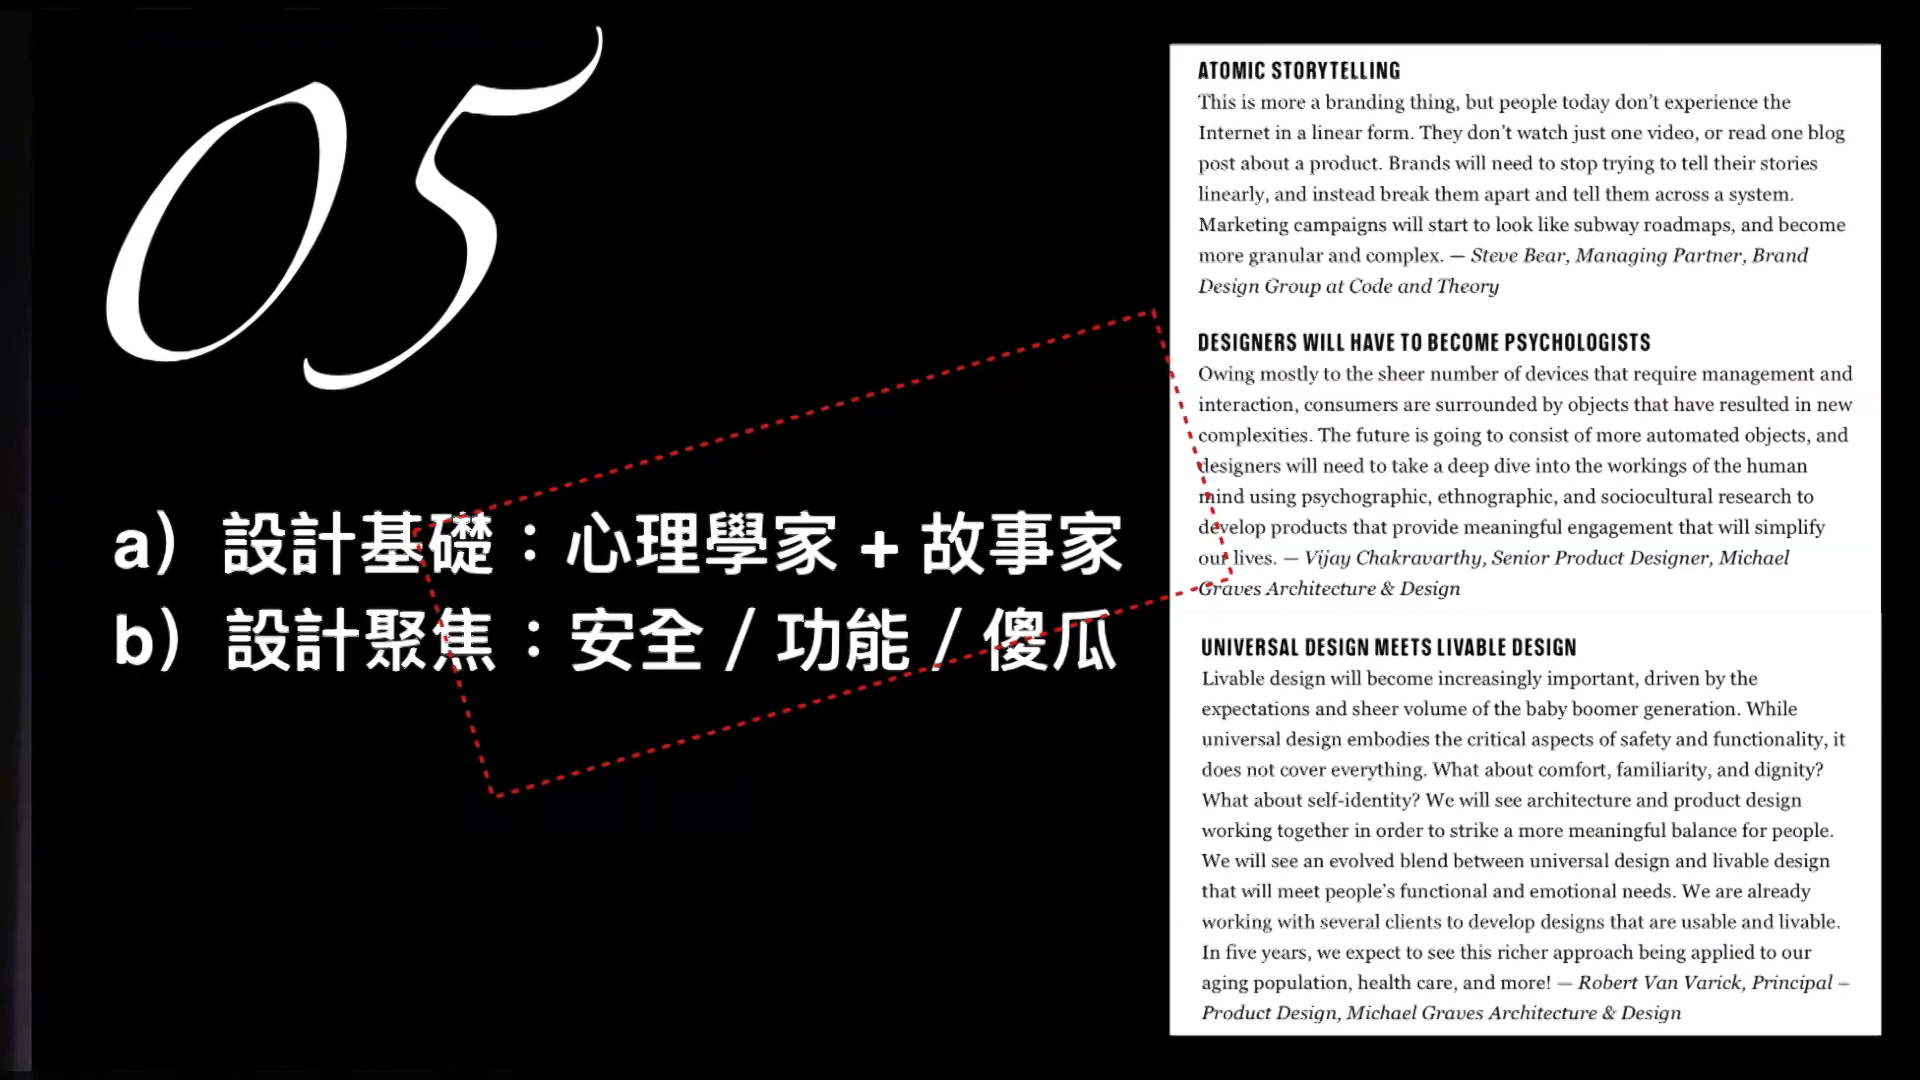 05
a） 設計基礎：心理學家 + 故事家
b） 設計聚焦：安全 / 功能 / 傻瓜
ATOMIC STORYTELLING
This is more a branding thing, but people today don’t experience the
Internet in a linear form. They don’t watch just one video, or read one blog
post about a product. Brands will need to stop trying to tell their stories
linearly, and instead break them apart and tell them across a system.
Marketing campaigns will start to look like subway roadmaps, and become
more granular and complex. — Steve Bear, Managing Partner, Brand
Design Group at Code and Theory
DESIGNERS WILL HAVE TO BECOME PSYCHOLOGISTS
Owing mostly to the sheer number of devices that require management and
interaction, consumers are surrounded by objects that have resulted in new
complexities. The future is going to consist of more automated objects, and
designers will need to take a deep dive into the workings of the human
mind using psychographic, ethnographic, and sociocultural research to
develop products that provide meaningful engagement that will simplify
our lives. — Vijay Chakravarthy, Senior Product Designer, Michael
Graves Architecture & Design
UNIVERSAL DESIGN MEETS LIVABLE DESIGN
Livable design will become increasingly important, driven by the
expectations and sheer volume of the baby boomer generation. While
universal design embodies the critical aspects of safety and functionality, it
does not cover everything. What about comfort, familiarity, and dignity?
What about self-identity? We will see architecture and product design
working together in order to strike a more meaningful balance for people.
We will see an evolved blend between universal design and livable design
that will meet people’s functional and emotional needs. We are already
working with several clients to develop designs that are usable and livable.
In five years, we expect to see this richer approach being applied to our
aging population, health care, and more! — Robert Van Varick, Principal –
Product Design, Michael Graves Architecture & Design